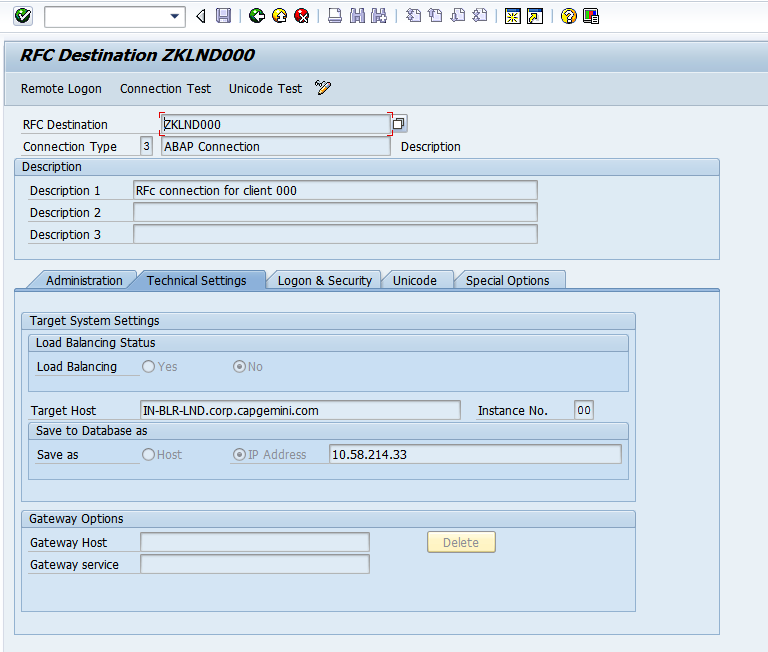 RFC Destination ZKLND000
Remote Logon Connection Test Unicode Test
RFC Destination ZKLND000
Connection Type 3 ABAP Connection Description
Description
Description 1 RFc connection for client 000
Description 2
Description 3
Administration Technical Settings Logon & Security Unicode Special Options
Target System Settings
Load Balancing Status
Load Balancing Yes No
Target Host IN-BLR-LND.corp.capgemini.com Instance No. 00
Save to Database as
Save as Host IP Address 10.58.214.33
Gateway Options
Gateway Host Delete
Gateway service